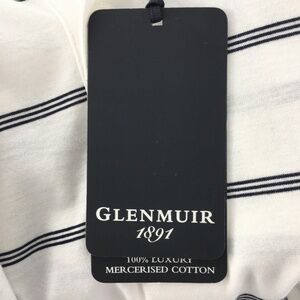 GLENMUIR
1891
100% LUXURY
MERCERISED COTTON